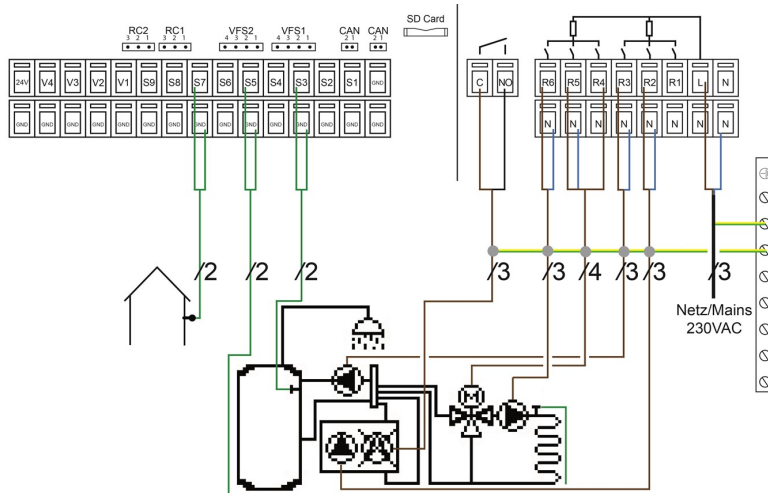 RC2 RC1 VFS2 VFS1 CAN CAN SD Card
3 2 1 3 2 1 4 3 2 1 4 3 2 1 2 1 2 1
24V V4 V3 V2 V1 S9 S8 S7 S6 S5 S4 S3 S2 S1 GND C NO R6 R5 R4 R3 R2 R1 L N
GND GND GND GND GND GND GND GND GND GND GND GND GND GND GND N N N N N N N N
2 2 2 3 3 4 3 3 3
Netz/Mains
230VAC
M